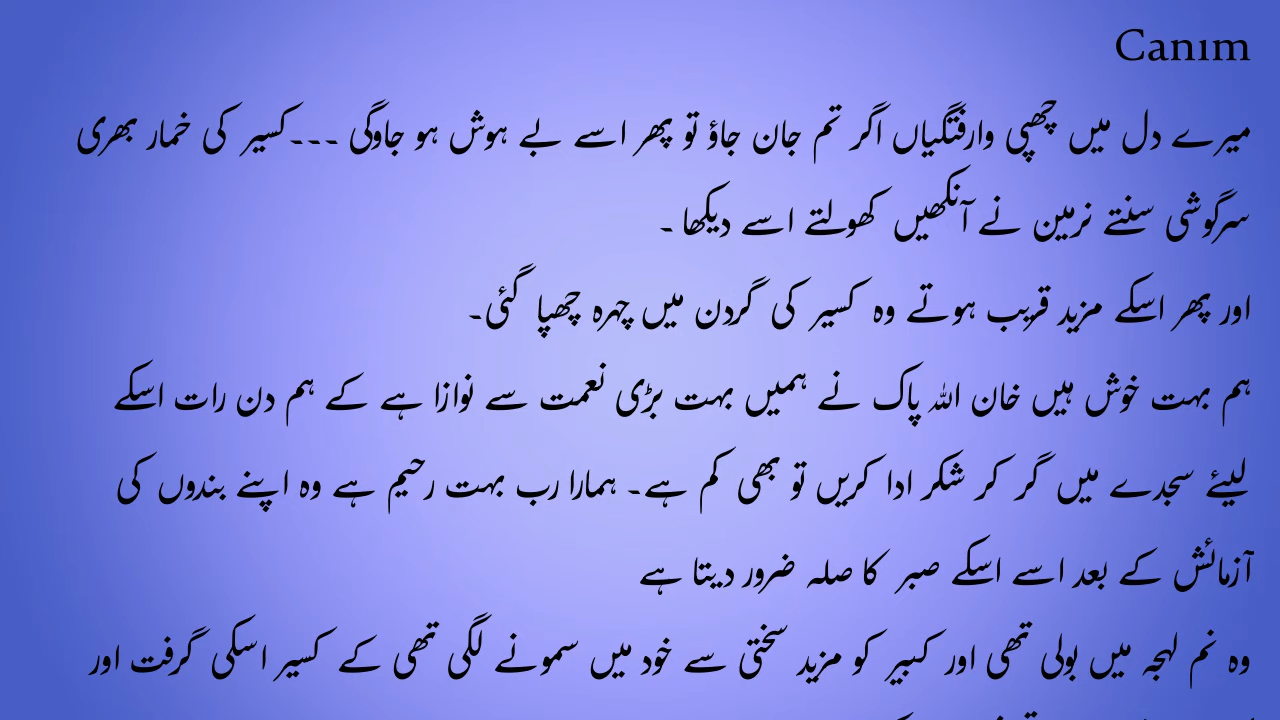 Canım
میرے دل میں چھپی وارفتگیاں اگر تم جان جاؤ تو پھر اسے بے ہوش ہو جاوگی ۔۔۔کسیر کی خمار بھری
سرگوشی سنتے نرمین نے آنکھیں کھولتے اسے دیکھا ۔
اور پھر اسکے مزید قریب ہوتے وہ کسیر کی گردن میں چہرہ چھپا گئی۔
ہم بہت خوش ہیں خان اللہ پاک نے ہمیں بہت بڑی نعمت سے نوازا ہے کے ہم دن رات اسکے
لیئے سجدے میں گر کر شکر ادا کریں تو بھی کم ہے۔ ہمارا رب بہت رحیم ہے وہ اپنے بندوں کی
آزمائش کے بعد اسے اسکے صبر کا صلہ ضرور دیتا ہے
وہ نم لہجہ میں بولی تھی اور کبیر کو مزید سختی سے خود میں سمونے لگی تھی کے کسیر اسکی گرفت اور